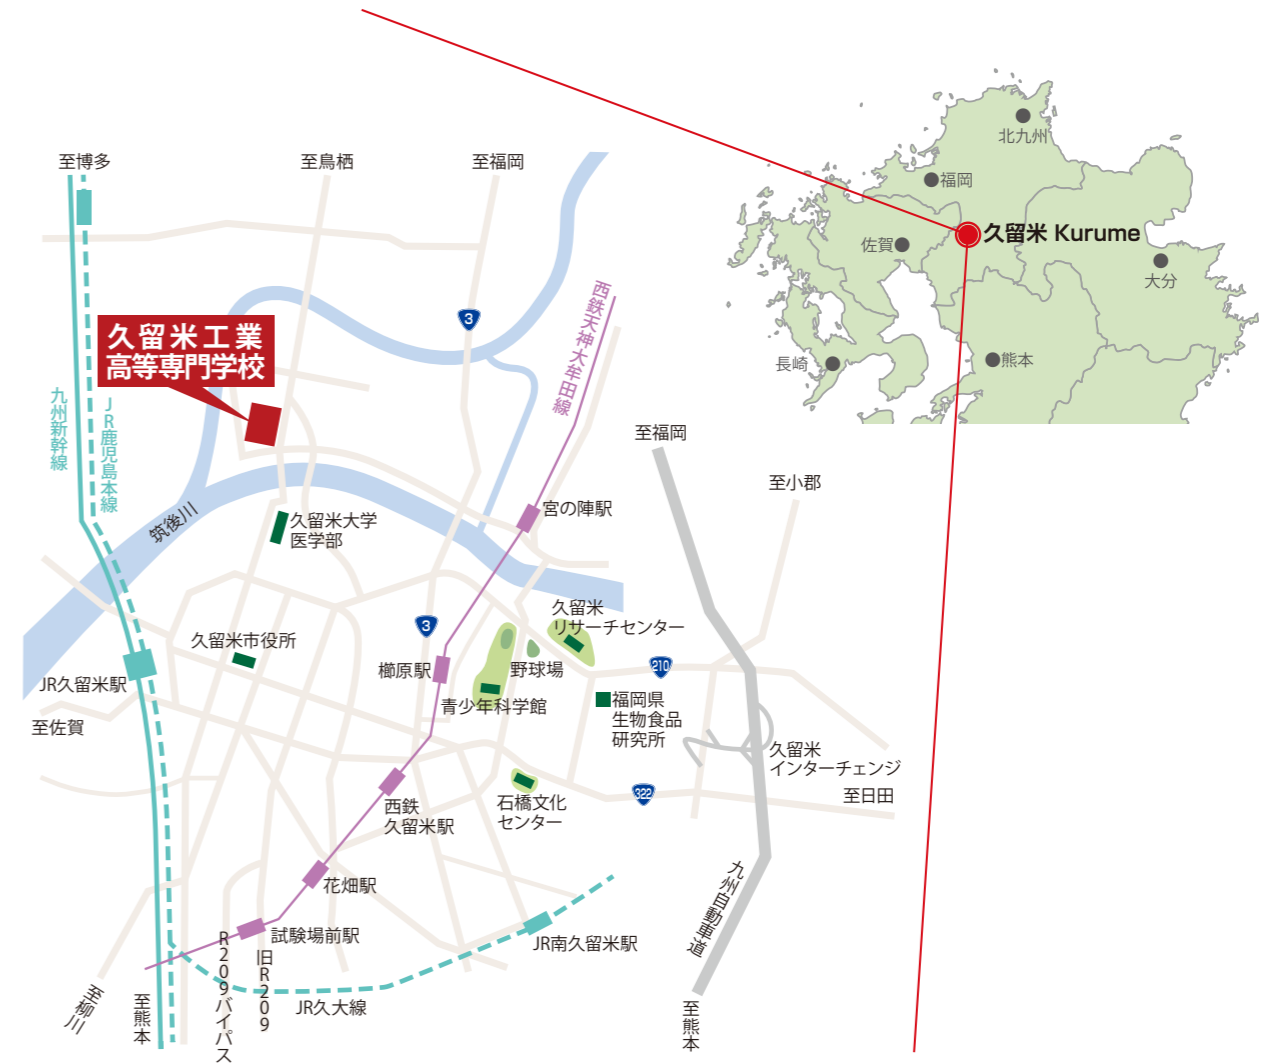 北九州
福岡
久留米 Kurume
佐賀
大分
長崎
熊本
至博多
至鳥栖
至福岡
西鉄天神大牟田線
3
久留米工業
高等専門学校
九州新幹線
JR鹿児島本線
至福岡
至小郡
筑後川
久留米大学
医学部
宮の陣駅
久留米
リサーチセンター
3
久留米市役所
櫛原駅
野球場
210
JR久留米駅
青少年科学館
福岡県
生物食品
研究所
至佐賀
久留米
インターチェンジ
西鉄
久留米駅
石橋文化
センター
322
至日田
花畑駅
九州自動車道
試験場前駅
JR南久留米駅
R209バイパス
旧R209
至柳川
至熊本
JR久大線
至熊本